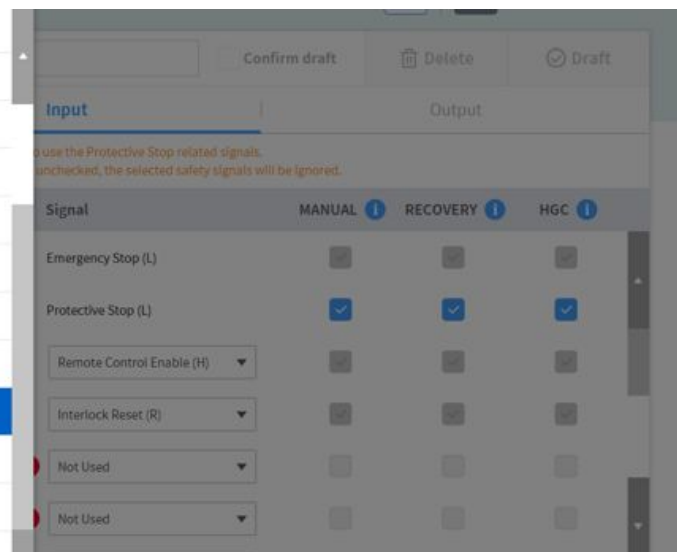 Confirm draft
Delete
Draft
Input
Output
use the Protective Stop related signals.
unchecked, the selected safety signals will be ignored.
Signal
MANUAL
RECOVERY
HGC
Emergency Stop (L)
Protective Stop (L)
Remote Control Enable (H)
Interlock Reset (R)
Not Used
Not Used